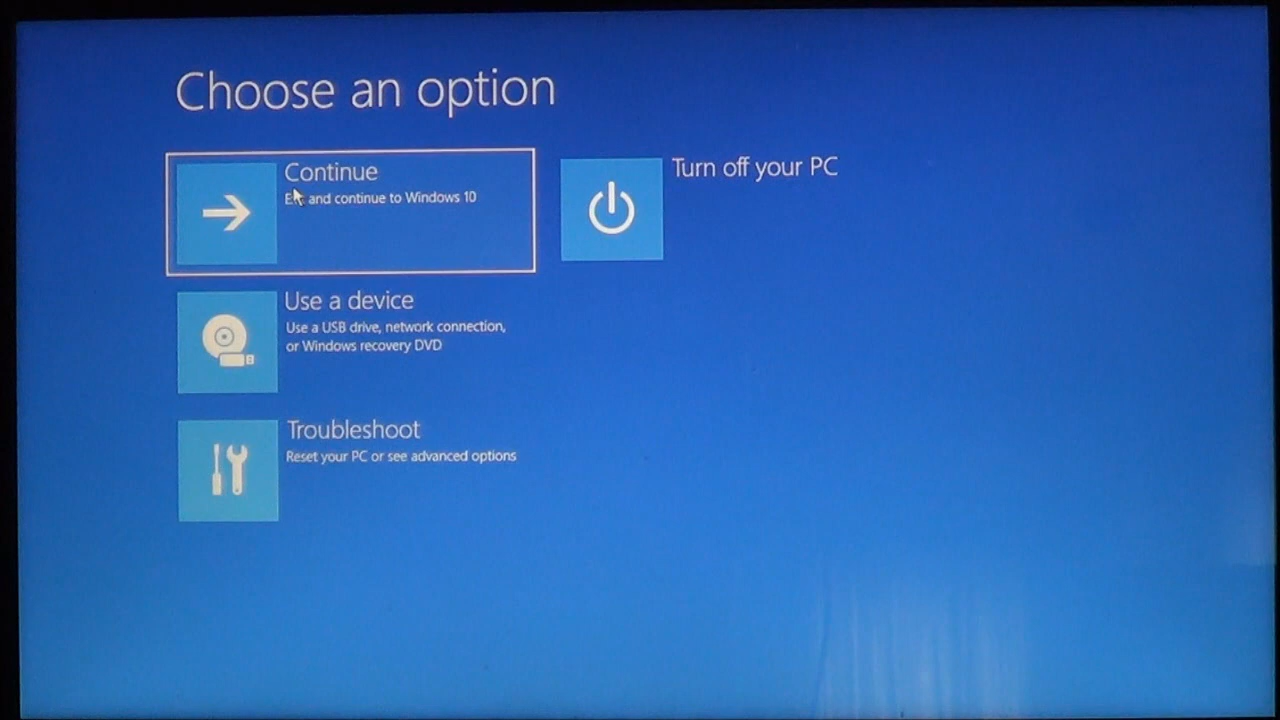 Choose an option
Continue
and continue to Windows 10
Turn off your PC
Use a device
Use a USB drive, network connection,
or Windows recovery DVD
Troubleshoot
Reset your PC or see advanced options